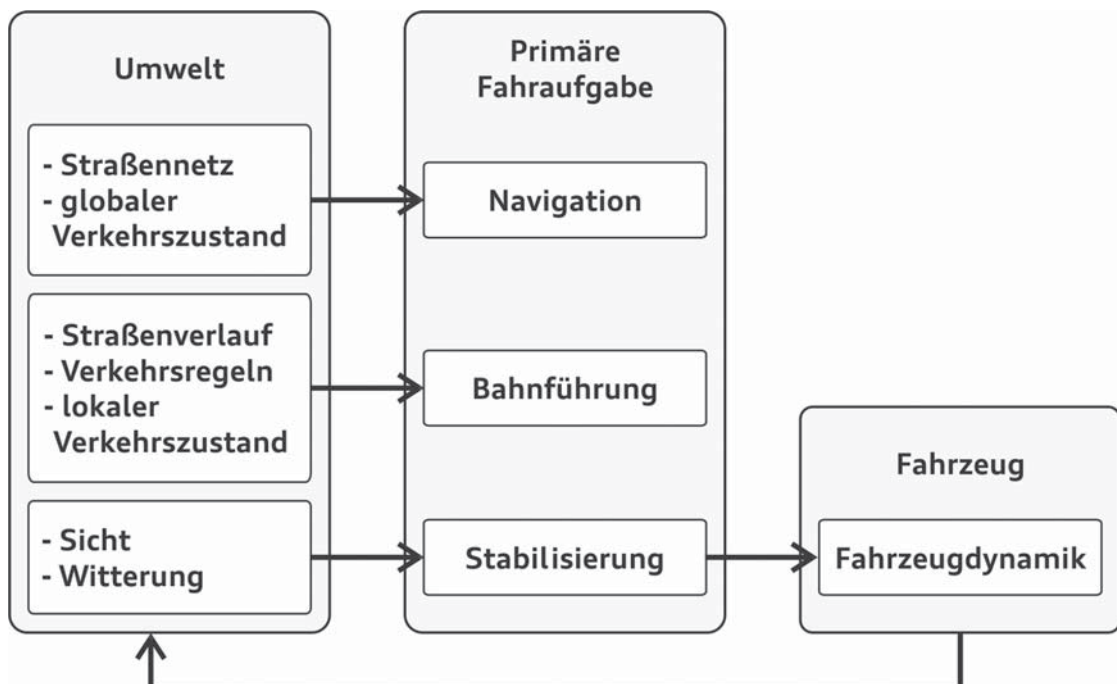 Umwelt
- Straßennetz
- globaler
Verkehrszustand
- Straßenverlauf
- Verkehrsregeln
- lokaler
Verkehrszustand
- Sicht
- Witterung
Primäre
Fahraufgabe
Navigation
Bahnführung
Stabilisierung
Fahrzeug
Fahrzeugdynamik